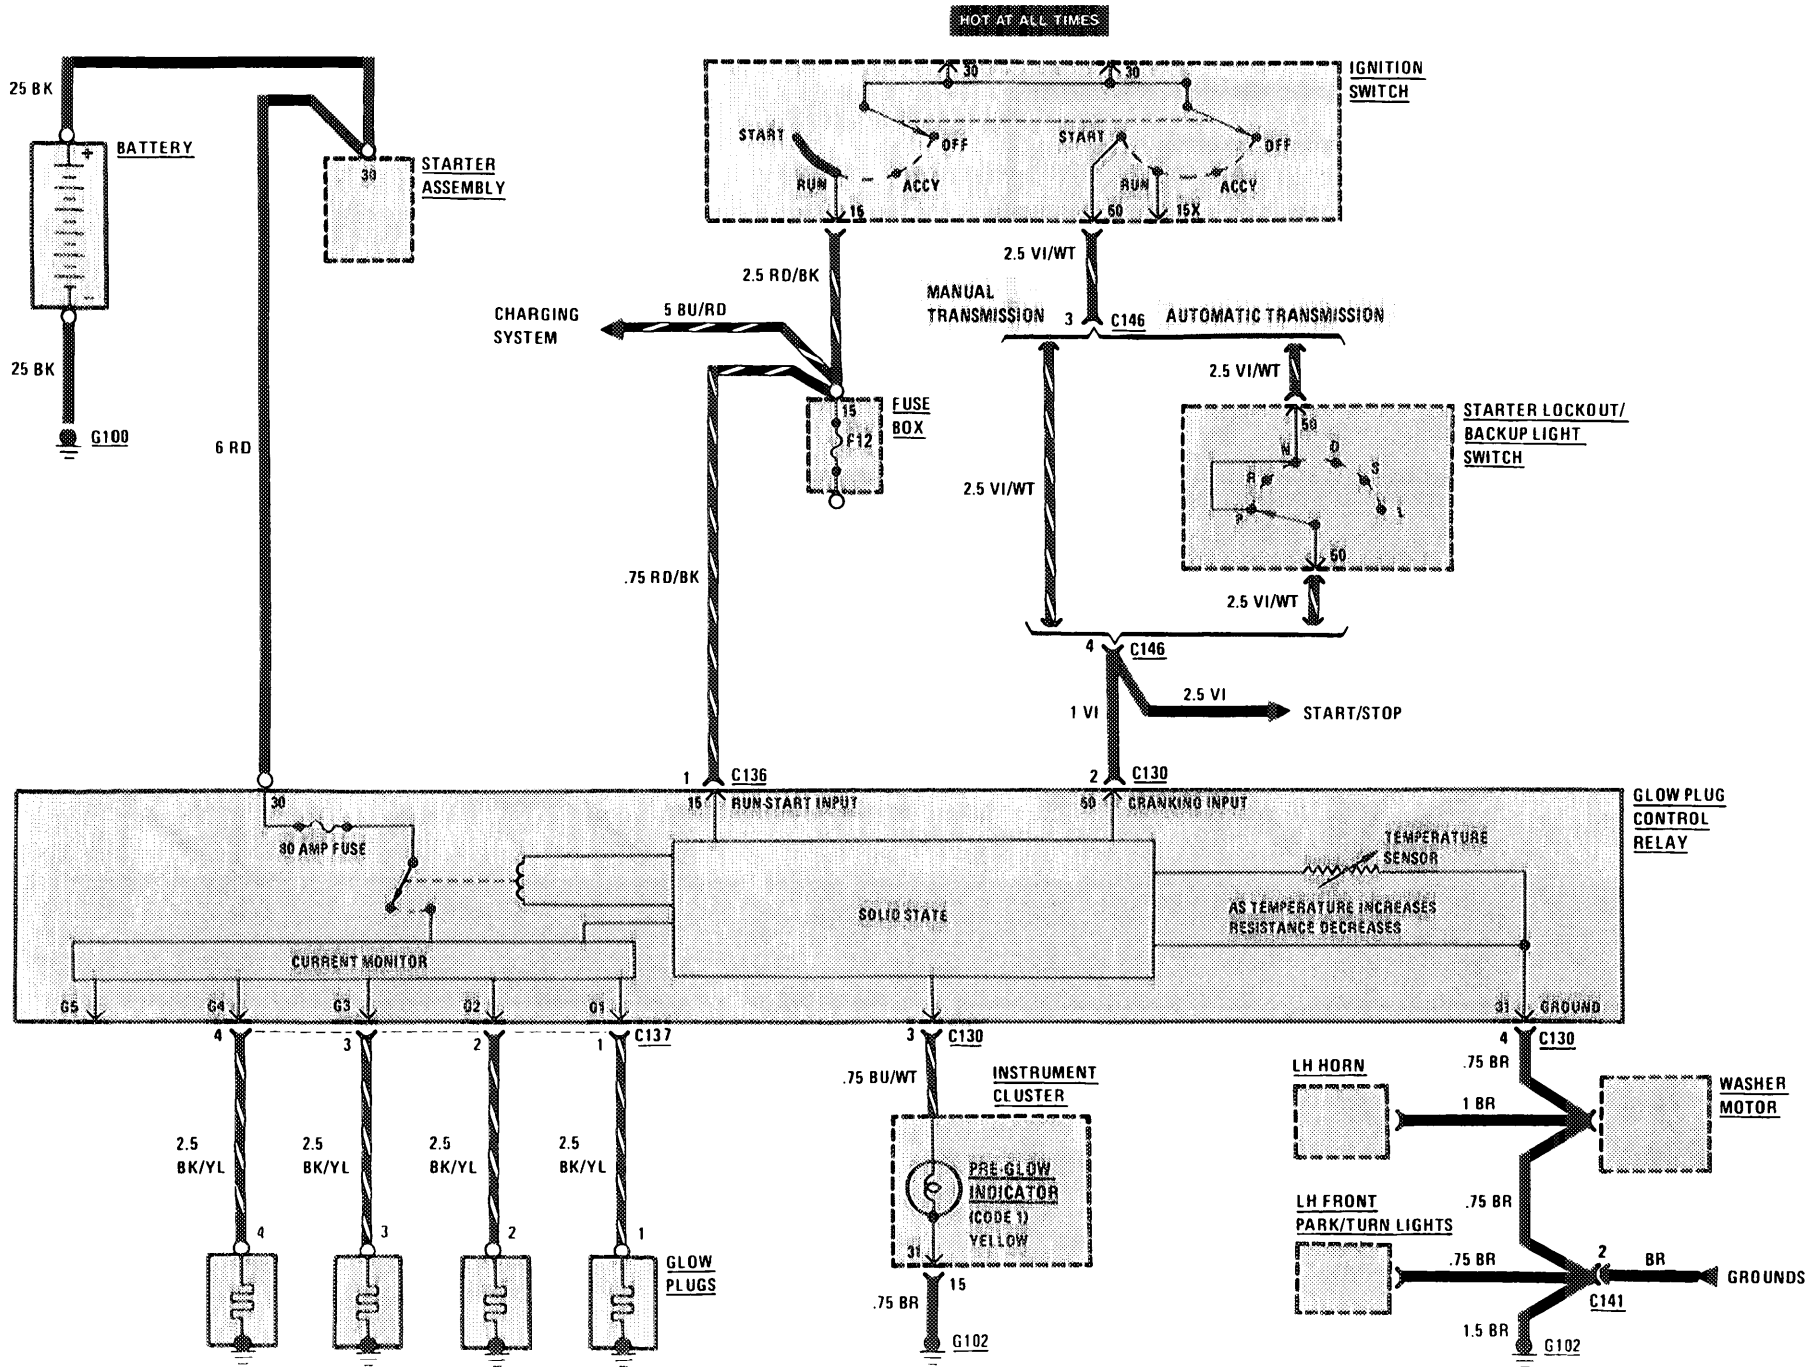 HOT AT ALL TIMES
IGNITION
SWITCH
30
30
START
OFF
RUN
ACCY
15
START
OFF
RUN
ACCY
50
15X
25 BK
BATTERY
+
-
25 BK
G100
30
STARTER
ASSEMBLY
6 RD
2.5 RD/BK
CHARGING
SYSTEM
5 BU/RD
15
F12
FUSE
BOX
.75 RD/BK
2.5 VI/WT
MANUAL
TRANSMISSION
3
C146
AUTOMATIC TRANSMISSION
2.5 VI/WT
2.5 VI/WT
50
N
D
R
S
P
L
50
STARTER LOCKOUT/
BACKUP LIGHT
SWITCH
2.5 VI/WT
4
C146
1 VI
2.5 VI
START/STOP
1
C136
2
C130
30
15
RUN-START INPUT
50
CRANKING INPUT
GLOW PLUG
CONTROL
RELAY
80 AMP FUSE
TEMPERATURE
SENSOR
SOLID STATE
AS TEMPERATURE INCREASES
RESISTANCE DECREASES
CURRENT MONITOR
G5
G4
G3
G2
G1
31
GROUND
4
3
2
1
C137
3
C130
4
C130
2.5
BK/YL
2.5
BK/YL
2.5
BK/YL
2.5
BK/YL
4
3
2
1
GLOW
PLUGS
.75 BU/WT
INSTRUMENT
CLUSTER
PRE-GLOW
INDICATOR
(CODE 1)
YELLOW
31
15
.75 BR
G102
.75 BR
LH HORN
1 BR
WASHER
MOTOR
.75 BR
LH FRONT
PARK/TURN LIGHTS
.75 BR
2
BR
GROUNDS
C141
1.5 BR
G102